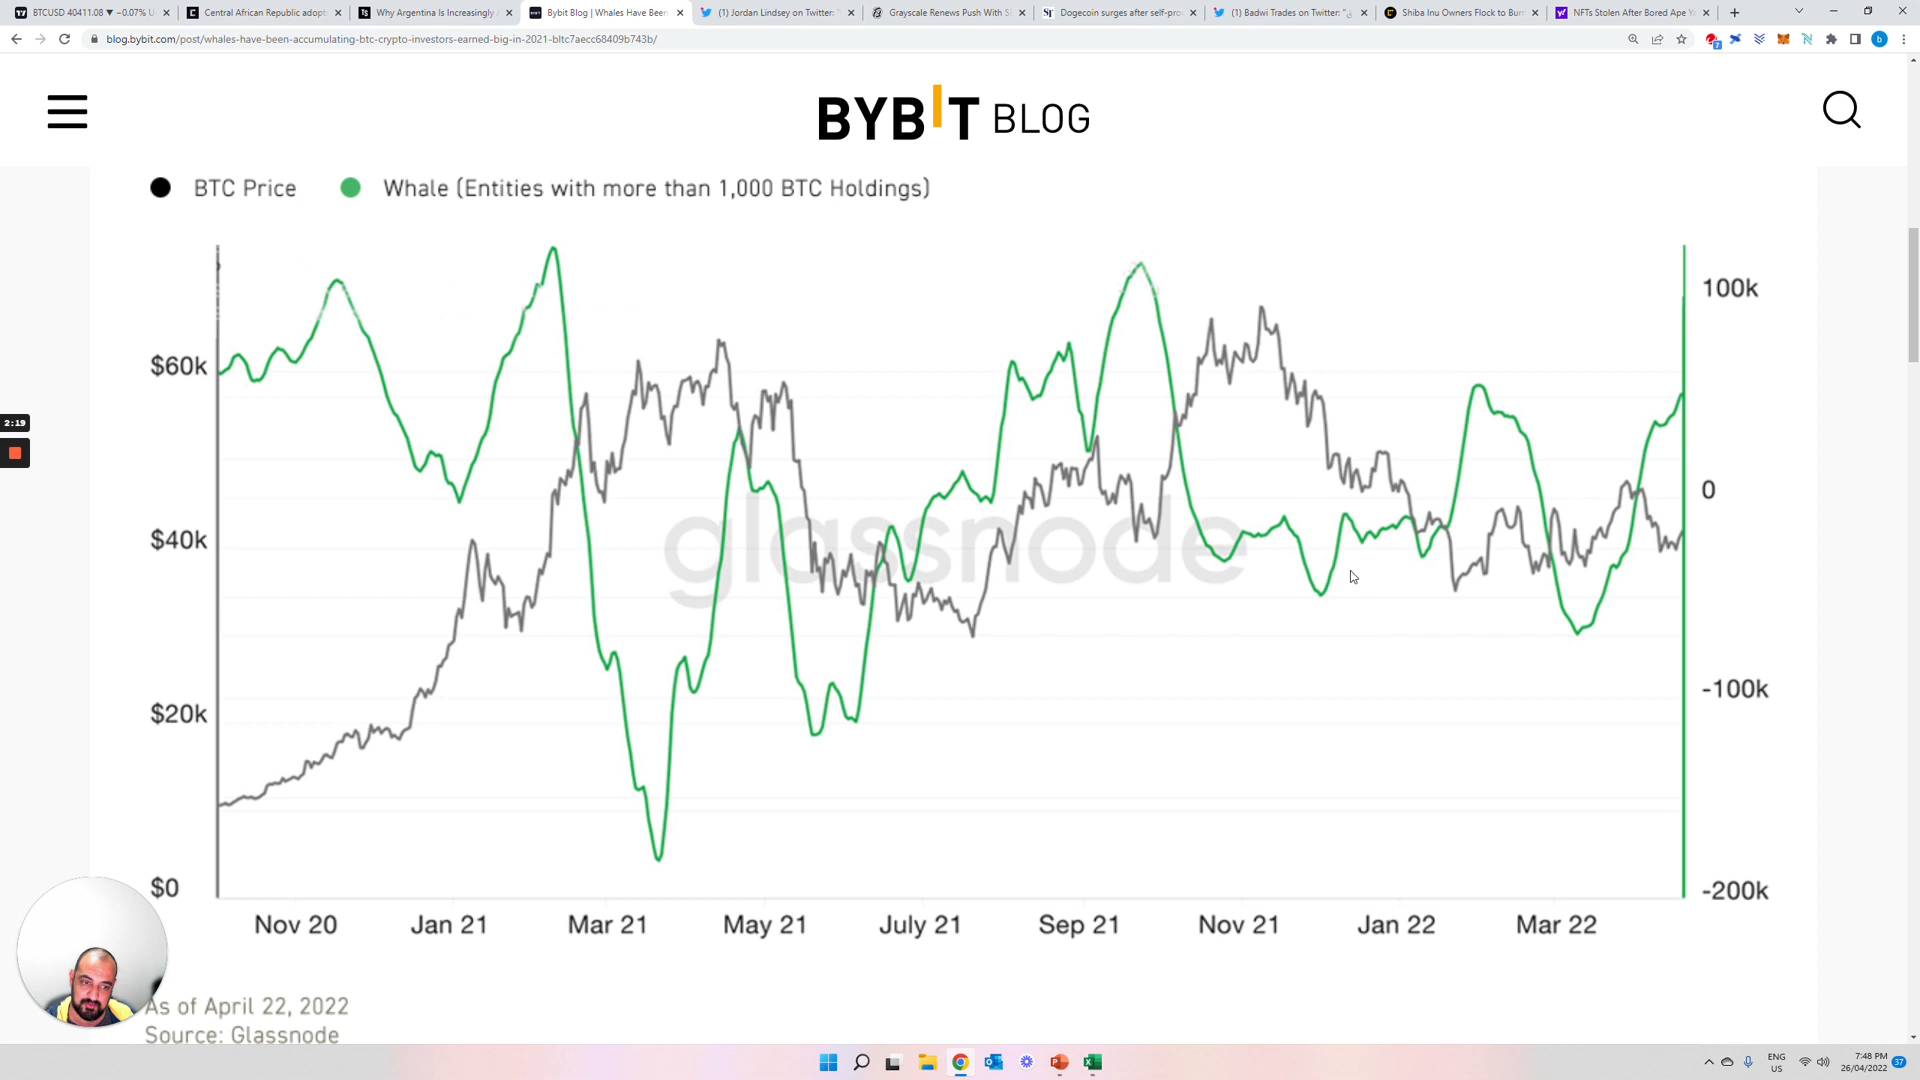 BTCUSD 40411.08 ▼ −0.07% U
Central African Republic adopt
Why Argentina Is Increasingly
Bybit Blog | Whales Have Been
(1) Jordan Lindsey on Twitter: "
Grayscale Renews Push With S
Dogecoin surges after self-pro
(1) Badwi Trades on Twitter: "
Shiba Inu Owners Flock to Burn
NFTs Stolen After Bored Ape Ya
blog.bybit.com/post/whales-have-been-accumulating-btc-crypto-investors-earned-big-in-2021-bltc7aecc68409b743b/
7
b
BYBIT BLOG
BTC Price
Whale (Entities with more than 1,000 BTC Holdings)
$60k
$40k
$20k
$0
100k
0
-100k
-200k
glassnode
Nov 20
Jan 21
Mar 21
May 21
July 21
Sep 21
Nov 21
Jan 22
Mar 22
2:19
As of April 22, 2022
Source: Glassnode
ENG
US
7:48 PM
26/04/2022
37